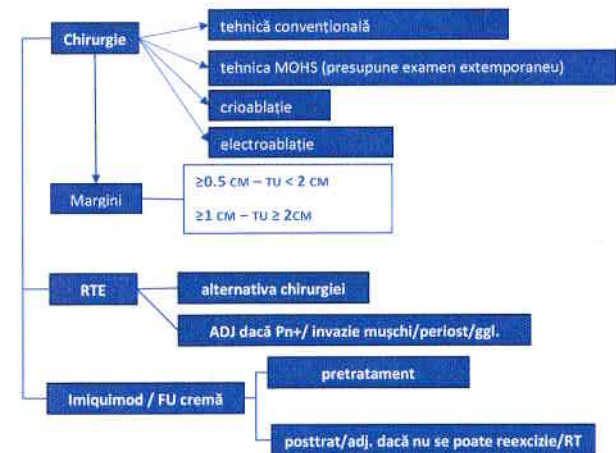 Chirurgie
tehnică convențională
tehnica MOHS (presupune examen extemporaneu)
crioablație
electroablație
Margini
≥0.5 CM – TU < 2 CM
≥1 CM – TU ≥ 2CM
RTE
alternativa chirurgiei
ADJ dacă Pn+/ invazie mușchi/periost/ggl.
Imiquimod / FU cremă
pretratament
posttrat/adj. dacă nu se poate reexcizie/RT